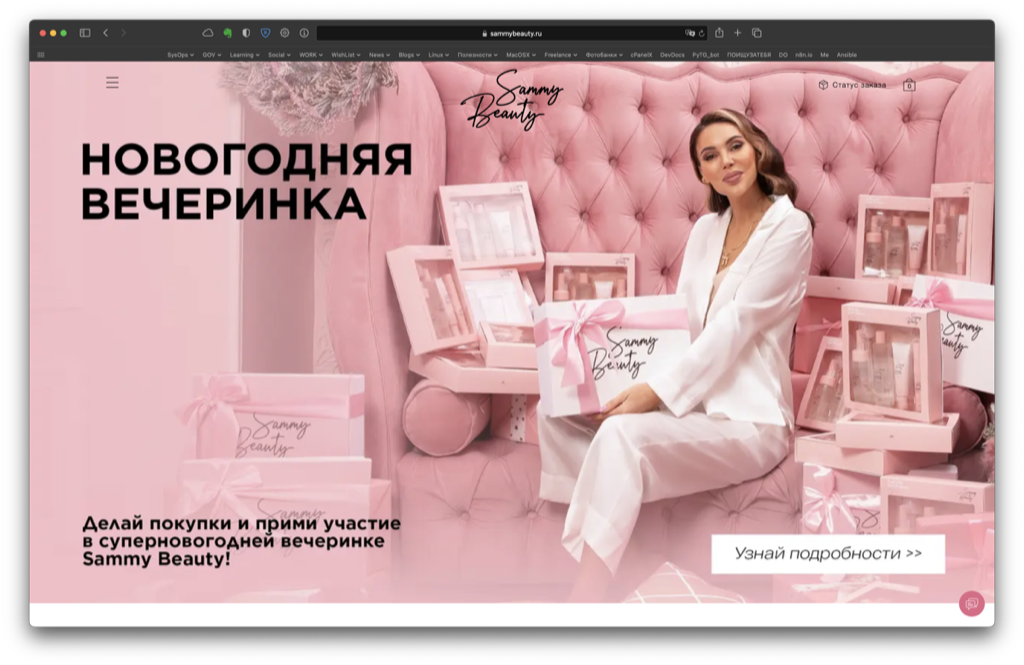 sammybeauty.ru
SysOps GOV Learning Social WORK WishList News Blogs Linux Полезности MacOSX Freelance Фотобанки cPanelX DevDocs PyTG_bot ПОИЩУЗАТЕБЯ DO n8n.io Me Ansible
Sammy
Beauty
Статус заказа
0
НОВОГОДНЯЯ
ВЕЧЕРИНКА
Sammy
Beauty
Sammy
Beauty
Sammy
Делай покупки и прими участие
в суперновогодней вечеринке
Sammy Beauty!
Узнай подробности >>